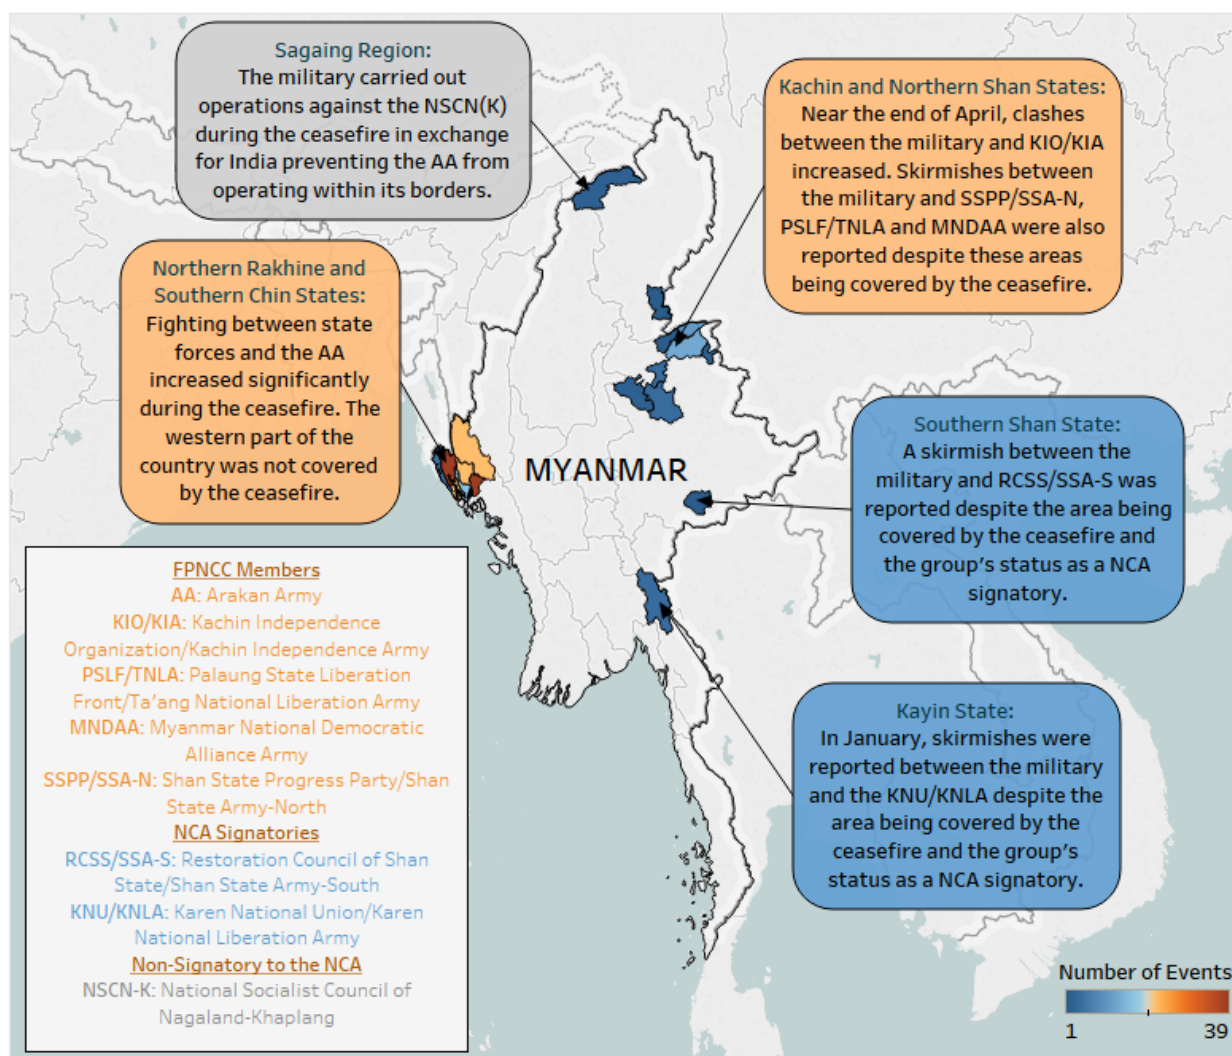 Sagaing Region:
The military carried out
operations against the NSCN(K)
during the ceasefire in exchange
for India preventing the AA from
operating within its borders.
Kachin and Northern Shan States:
Near the end of April, clashes
between the military and KIO/KIA
increased. Skirmishes between
the military and SSPP/SSA-N,
PSLF/TNLA and MNDAA were also
reported despite these areas
being covered by the ceasefire.
Northern Rakhine and
Southern Chin States:
Fighting between state
forces and the AA
increased significantly
during the ceasefire. The
western part of the
country was not covered
by the ceasefire.
MYANMAR
Southern Shan State:
A skirmish between the
military and RCSS/SSA-S was
reported despite the area being
covered by the ceasefire and
the group's status as a NCA
signatory.
Kayin State:
In January, skirmishes were
reported between the military
and the KNU/KNLA despite the
area being covered by the
ceasefire and the group's
status as a NCA signatory.
FPNCC Members
AA: Arakan Army
KIO/KIA: Kachin Independence
Organization/Kachin Independence Army
PSLF/TNLA: Palaung State Liberation
Front/Ta'ang National Liberation Army
MNDAA: Myanmar National Democratic
Alliance Army
SSPP/SSA-N: Shan State Progress Party/Shan
State Army-North
NCA Signatories
RCSS/SSA-S: Restoration Council of Shan
State/Shan State Army-South
KNU/KNLA: Karen National Union/Karen
National Liberation Army
Non-Signatory to the NCA
NSCN-K: National Socialist Council of
Nagaland-Khaplang
Number of Events
1 39